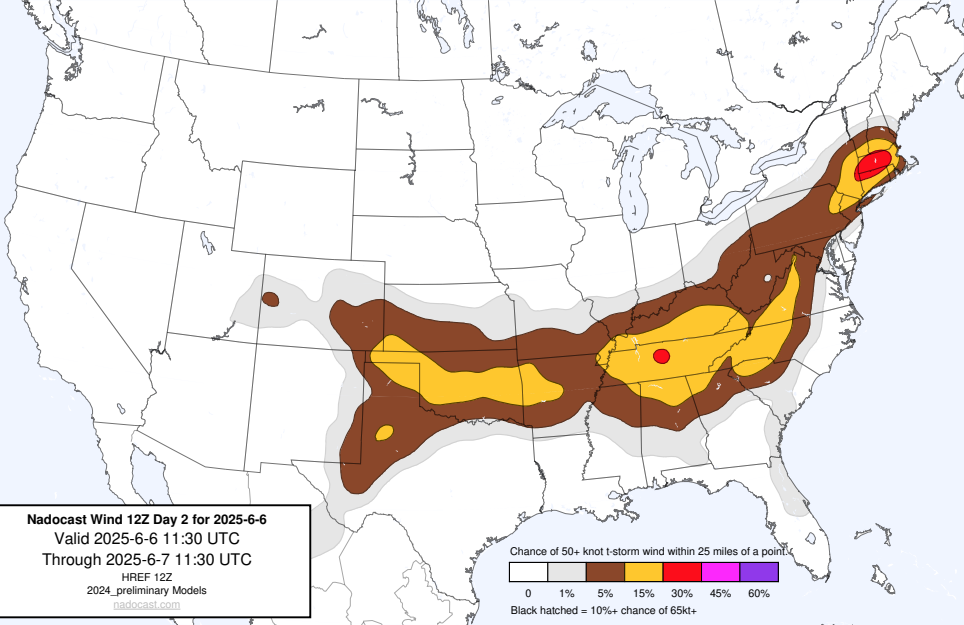 Nadocast Wind 12Z Day 2 for 2025-6-6
Valid 2025-6-6 11:30 UTC
Through 2025-6-7 11:30 UTC
HREF 12Z
2024_preliminary Models
nadocast.com
Chance of 50+ knot t-storm wind within 25 miles of a point.
0 1% 5% 15% 30% 45% 60%
Black hatched = 10%+ chance of 65kt+